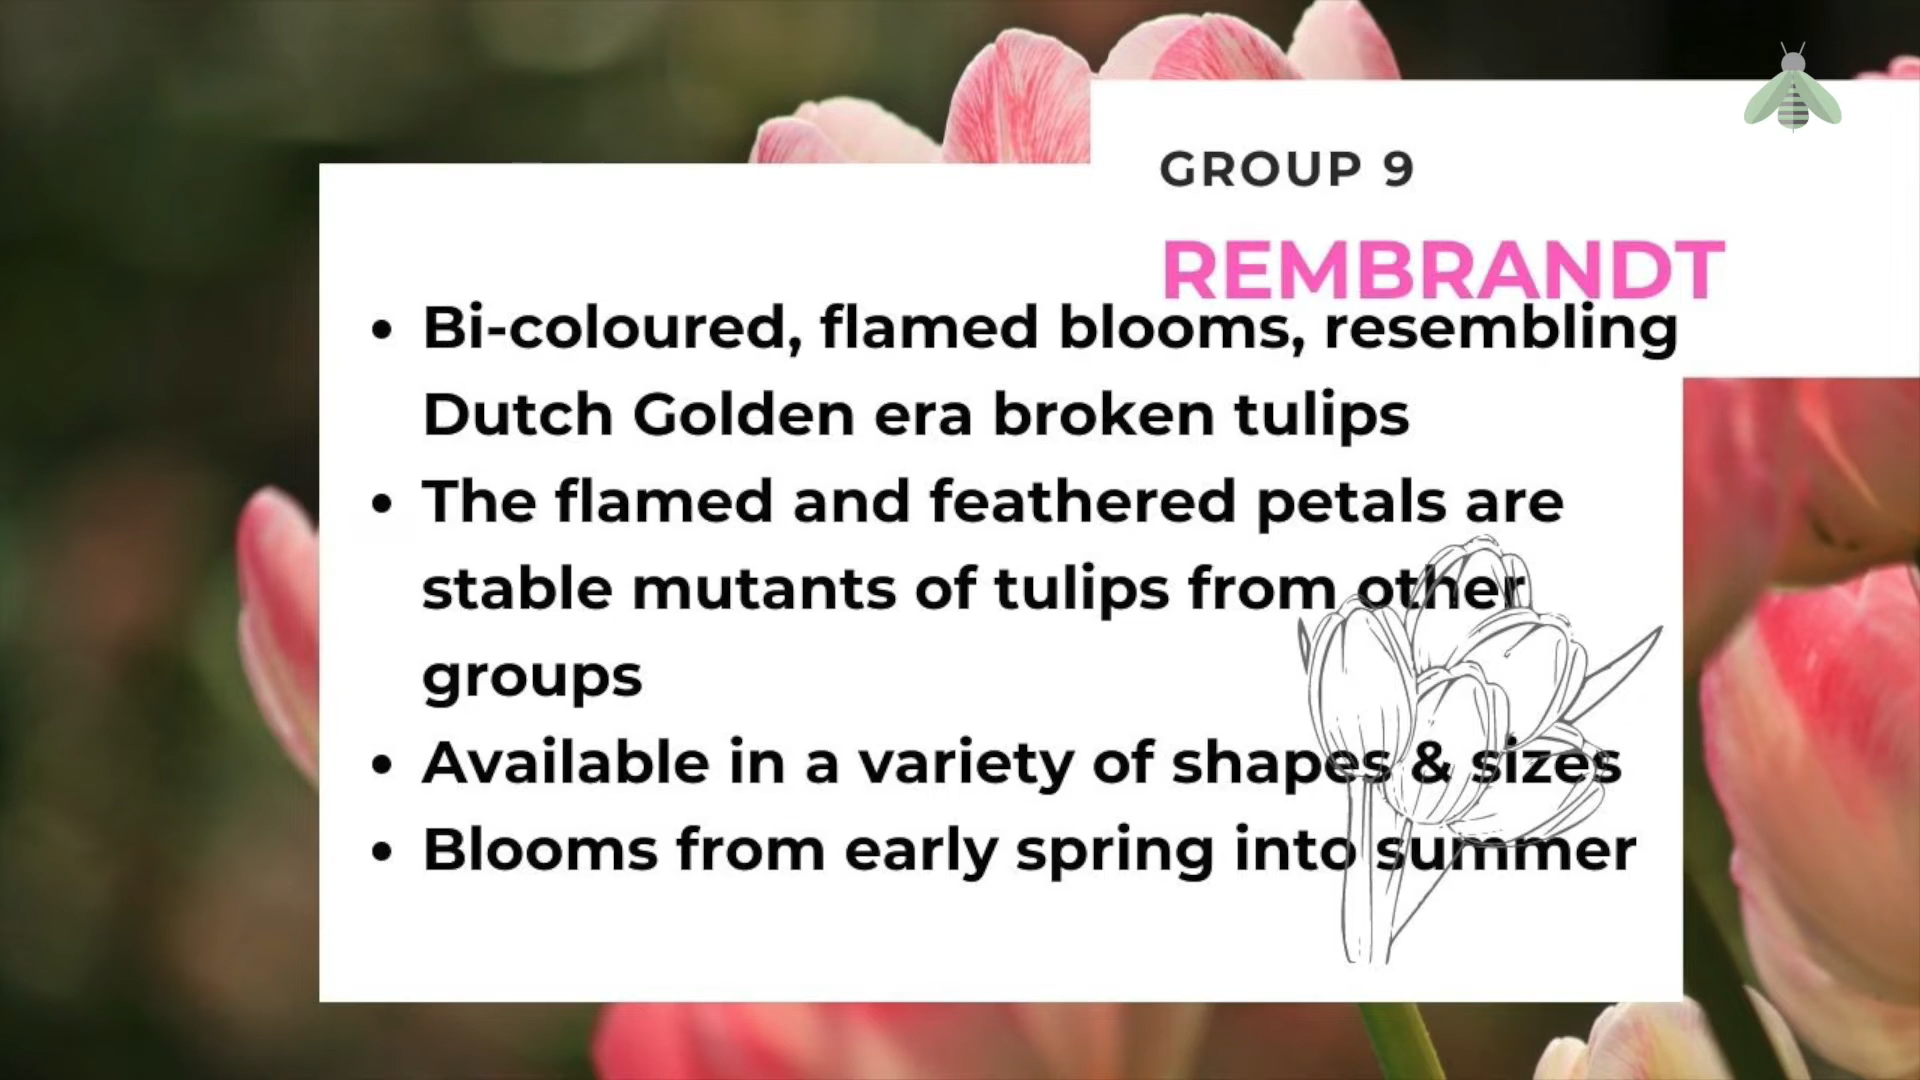 GROUP 9
REMBRANDT
• Bi-coloured, flamed blooms, resembling
Dutch Golden era broken tulips
• The flamed and feathered petals are
stable mutants of tulips from other
groups
• Available in a variety of shapes & sizes
• Blooms from early spring into summer